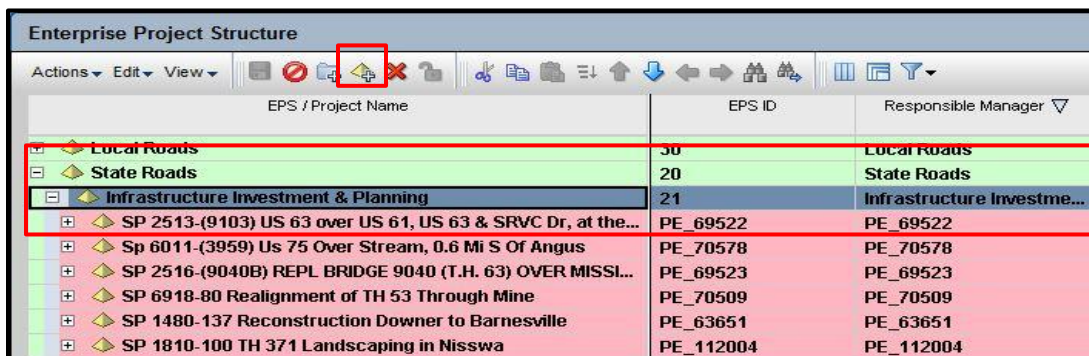 Enterprise Project Structure
Actions Edit View
EPS / Project Name EPS ID Responsible Manager
Local Roads 30 Local Roads
State Roads 20 State Roads
Infrastructure Investment & Planning 21 Infrastructure Investme...
SP 2513-(9103) US 63 over US 61, US 63 & SRVC Dr, at the... PE_69522 PE_69522
Sp 6011-(3959) Us 75 Over Stream, 0.6 Mi S Of Angus PE_70578 PE_70578
SP 2516-(9040B) REPL BRIDGE 9040 (T.H. 63) OVER MISSI... PE_69523 PE_69523
SP 6918-80 Realignment of TH 53 Through Mine PE_70509 PE_70509
SP 1480-137 Reconstruction Downer to Barnesville PE_63651 PE_63651
SP 1810-100 TH 371 Landscaping in Nisswa PE_112004 PE_112004